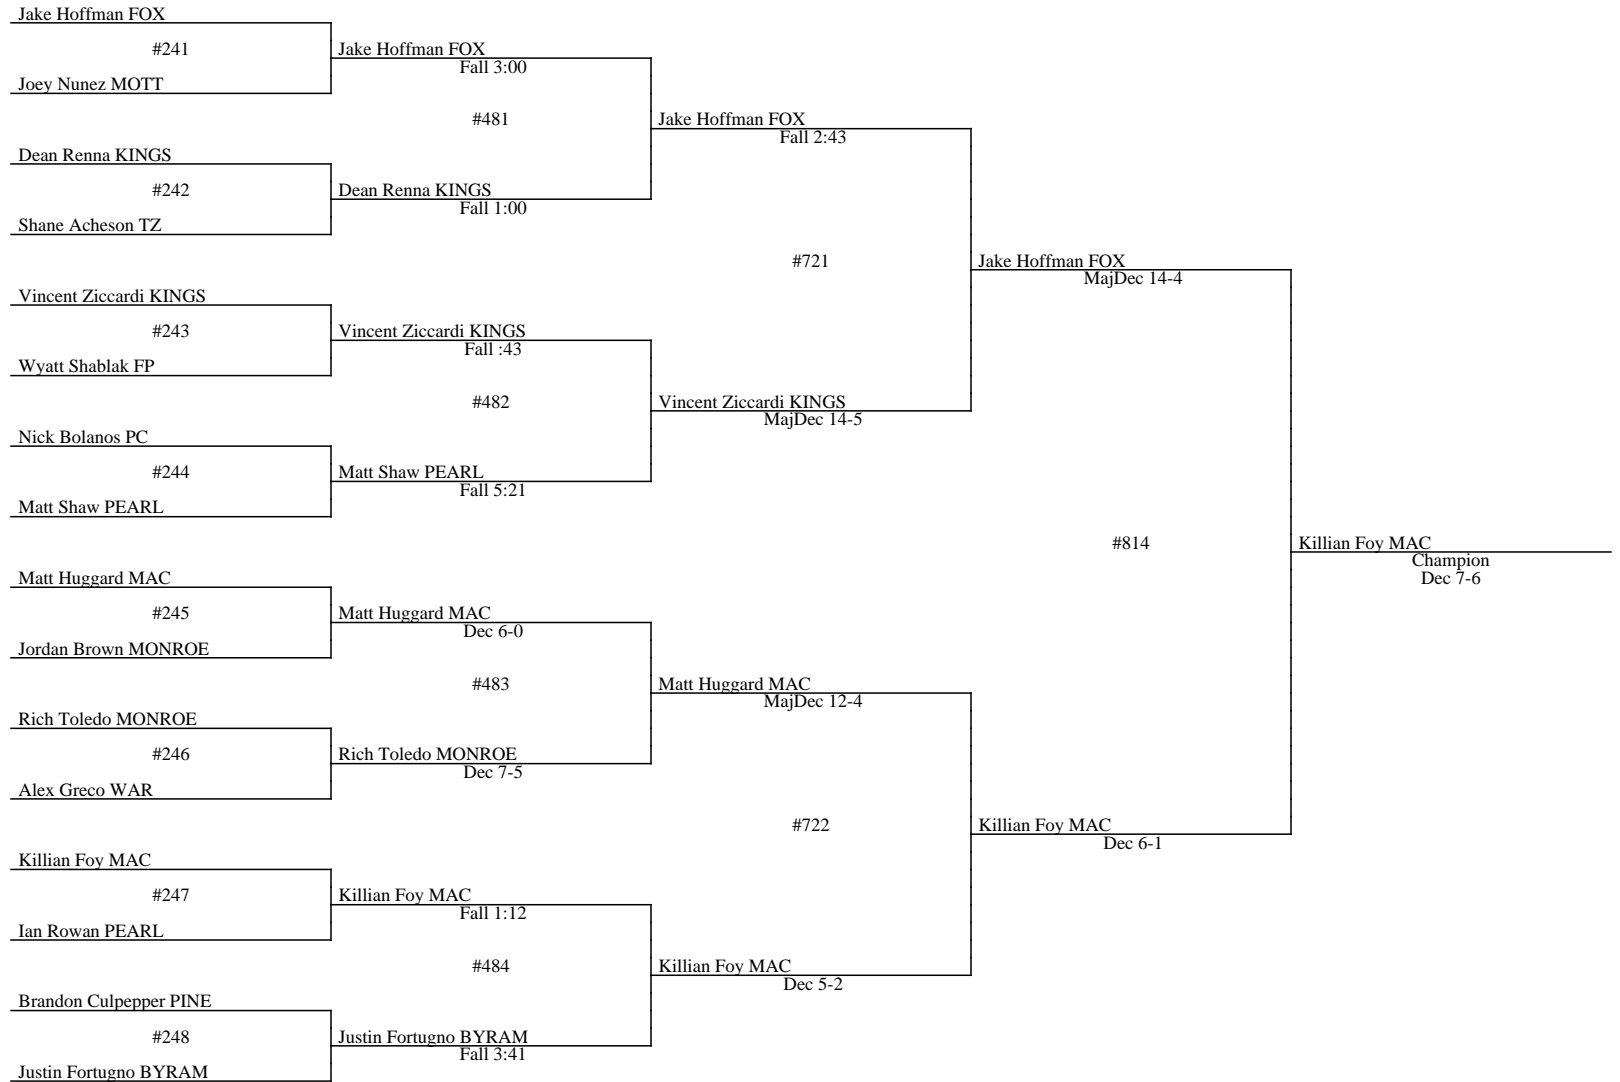 Jake Hoffman FOX
#241
Joey Nunez MOTT
Dean Renna KINGS
#242
Shane Acheson TZ
Vincent Ziccardi KINGS
#243
Wyatt Shablak FP
Nick Bolanos PC
#244
Matt Shaw PEARL
Matt Huggard MAC
#245
Jordan Brown MONROE
Rich Toledo MONROE
#246
Alex Greco WAR
Killian Foy MAC
#247
Ian Rowan PEARL
Brandon Culpepper PINE
#248
Justin Fortugno BYRAM
Jake Hoffman FOX
Fall 3:00
#481
Dean Renna KINGS
Fall 1:00
Vincent Ziccardi KINGS
Fall :43
#482
Matt Shaw PEARL
Fall 5:21
Matt Huggard MAC
Dec 6-0
#483
Rich Toledo MONROE
Dec 7-5
Killian Foy MAC
Fall 1:12
#484
Justin Fortugno BYRAM
Fall 3:41
Jake Hoffman FOX
Fall 2:43
#721
Vincent Ziccardi KINGS
MajDec 14-5
Matt Huggard MAC
MajDec 12-4
#722
Killian Foy MAC
Dec 5-2
Jake Hoffman FOX
MajDec 14-4
#814
Killian Foy MAC
Dec 6-1
Killian Foy MAC
Champion
Dec 7-6